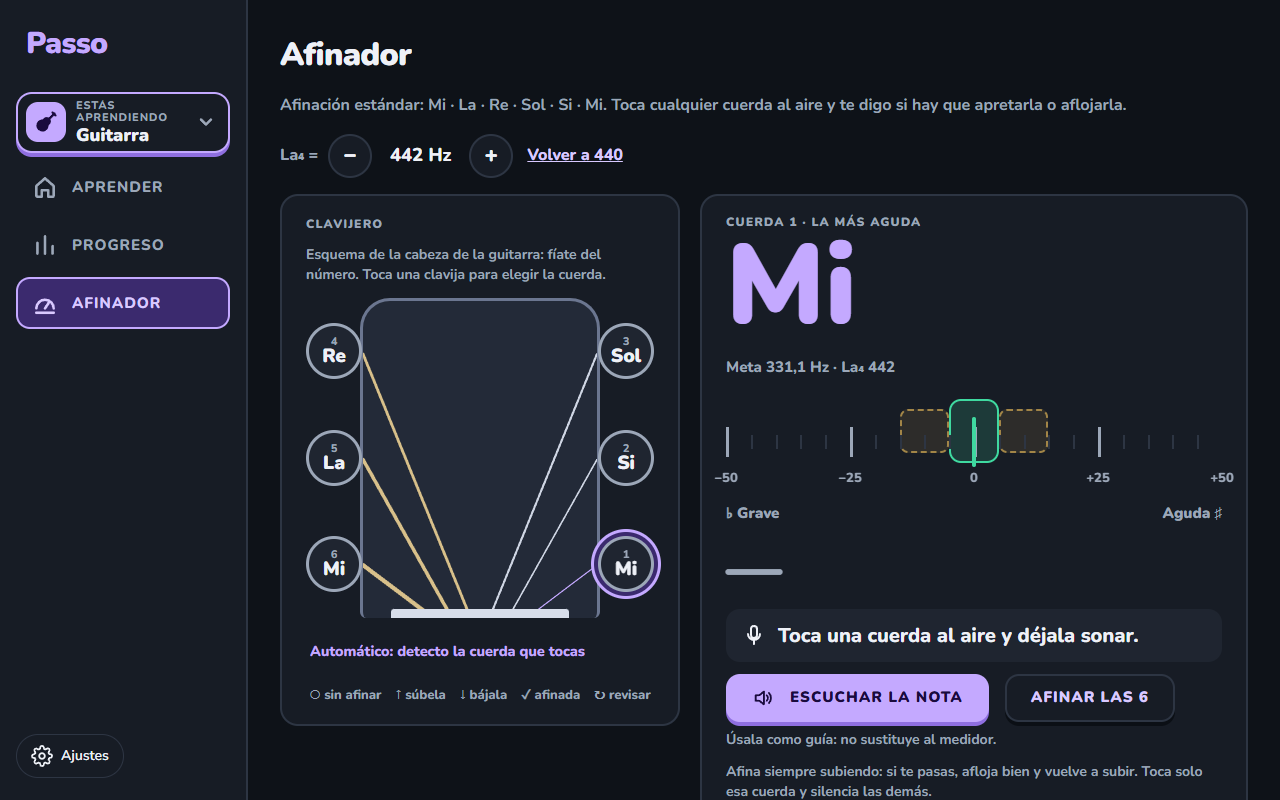 Passo
ESTÁS
APRENDIENDO
Guitarra
APRENDER
PROGRESO
AFINADOR
Ajustes
Afinador
Afinación estándar: Mi · La · Re · Sol · Si · Mi. Toca cualquier cuerda al aire y te digo si hay que apretarla o aflojarla.
La₄ = − 442 Hz + Volver a 440
CLAVIJERO
Esquema de la cabeza de la guitarra: fíate del
número. Toca una clavija para elegir la cuerda.
4
Re
3
Sol
5
La
2
Si
6
Mi
1
Mi
Automático: detecto la cuerda que tocas
○ sin afinar ↑ súbela ↓ bájala ✓ afinada ↻ revisar
CUERDA 1 · LA MÁS AGUDA
Mi
Meta 331,1 Hz · La₄ 442
−50 −25 0 +25 +50
♭ Grave Aguda ♯
Toca una cuerda al aire y déjala sonar.
ESCUCHAR LA NOTA
AFINAR LAS 6
Úsala como guía: no sustituye al medidor.
Afina siempre subiendo: si te pasas, afloja bien y vuelve a subir. Toca solo
esa cuerda y silencia las demás.